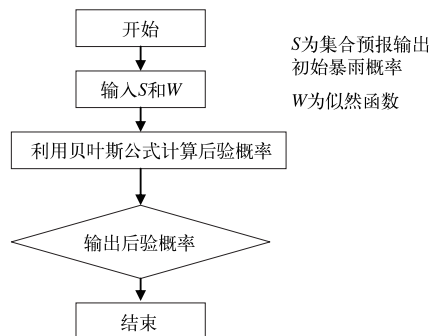 开始
S为集合预报输出
初始暴雨概率
输入S和W
W为似然函数
利用贝叶斯公式计算后验概率
输出后验概率
结束